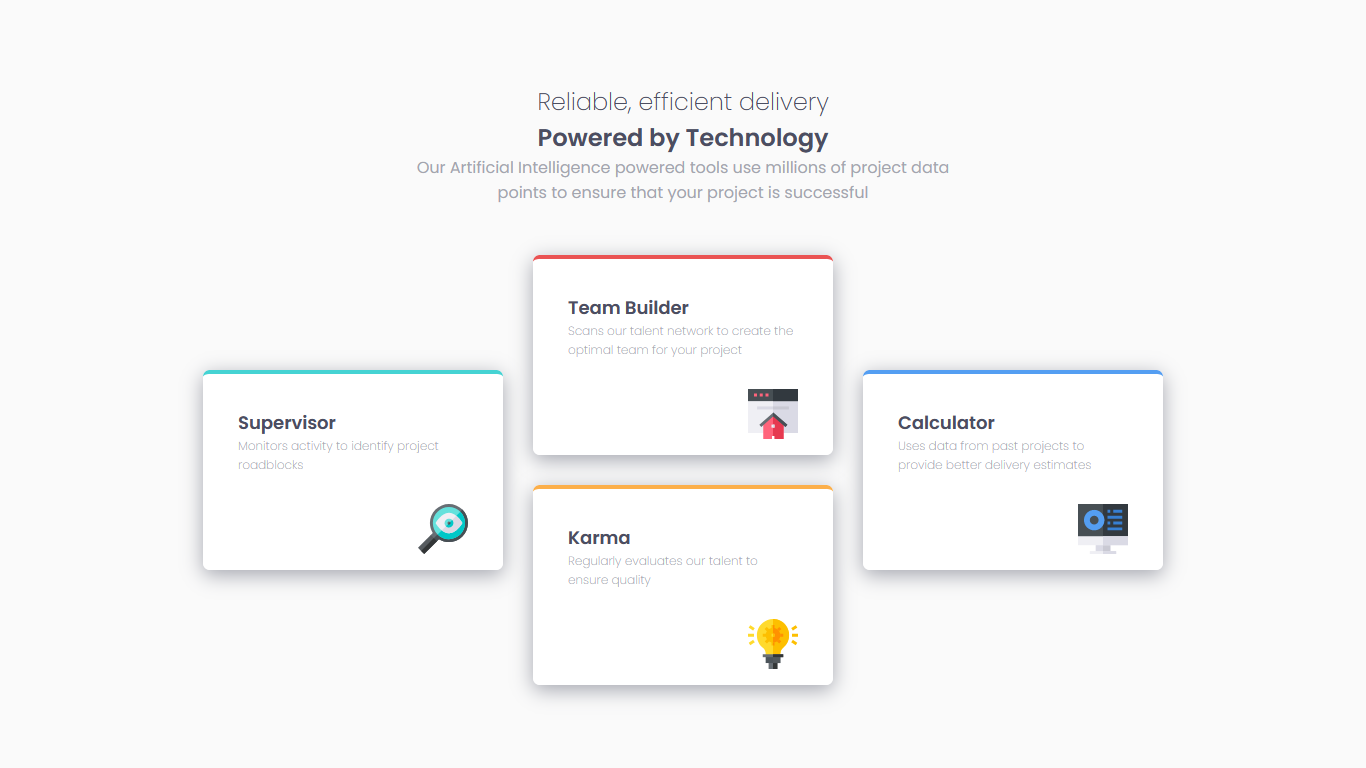 Reliable, efficient delivery
Powered by Technology
Our Artificial Intelligence powered tools use millions of project data
points to ensure that your project is successful
Team Builder
Scans our talent network to create the
optimal team for your project
Supervisor
Monitors activity to identify project
roadblocks
Calculator
Uses data from past projects to
provide better delivery estimates
Karma
Regularly evaluates our talent to
ensure quality